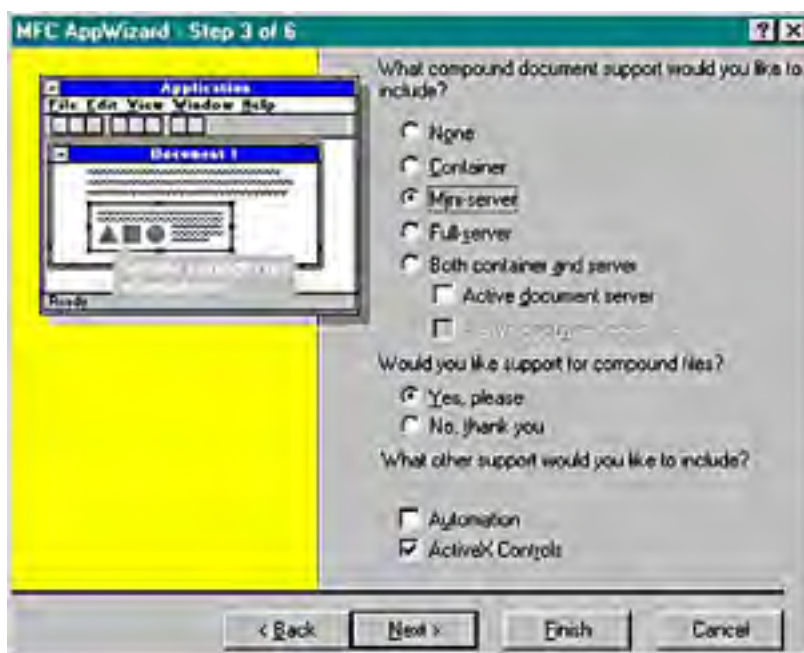 MFC AppWizard - Step 3 of 6
Application
File Edit View Window Help
Document 1
Ready
What compound document support would you like to
include?
None
Container
Mini-server
Full-server
Both container and server
Active document server
Would you like support for compound files?
Yes, please
No, thank you
What other support would you like to include?
Automation
ActiveX Controls
< Back
Next >
Finish
Cancel